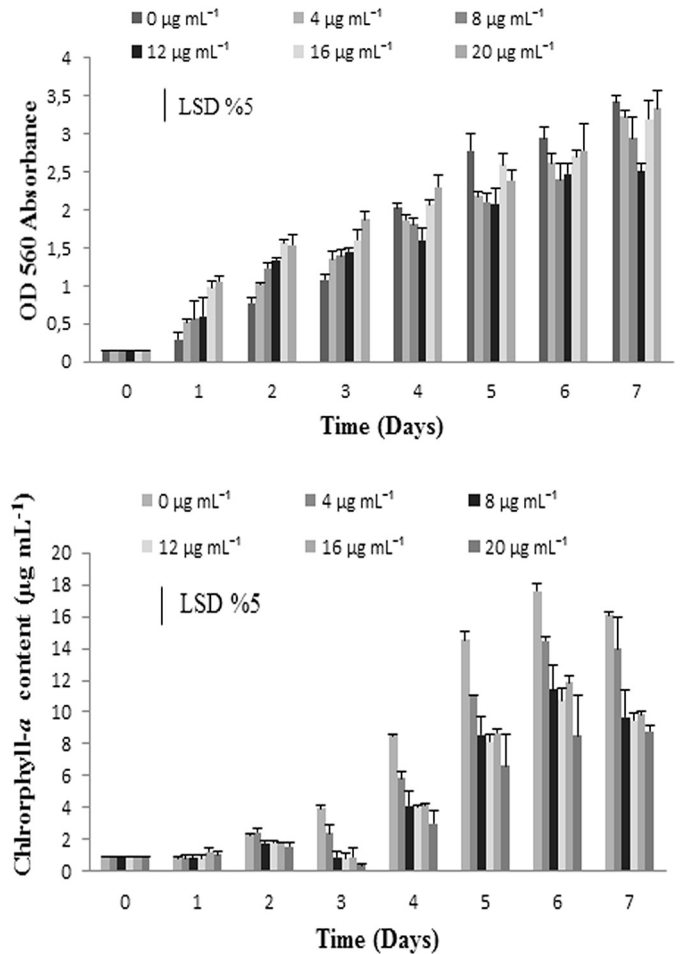 0 µg mL⁻¹ 4 µg mL⁻¹ 8 µg mL⁻¹
12 µg mL⁻¹ 16 µg mL⁻¹ 20 µg mL⁻¹
LSD %5
OD 560 Absorbance
4
3,5
3
2,5
2
1,5
1
0,5
0
0 1 2 3 4 5 6 7
Time (Days)
0 µg mL⁻¹ 4 µg mL⁻¹ 8 µg mL⁻¹
12 µg mL⁻¹ 16 µg mL⁻¹ 20 µg mL⁻¹
LSD %5
Chlrorphyll-a content (µg mL⁻¹)
20
18
16
14
12
10
8
6
4
2
0
0 1 2 3 4 5 6 7
Time (Days)